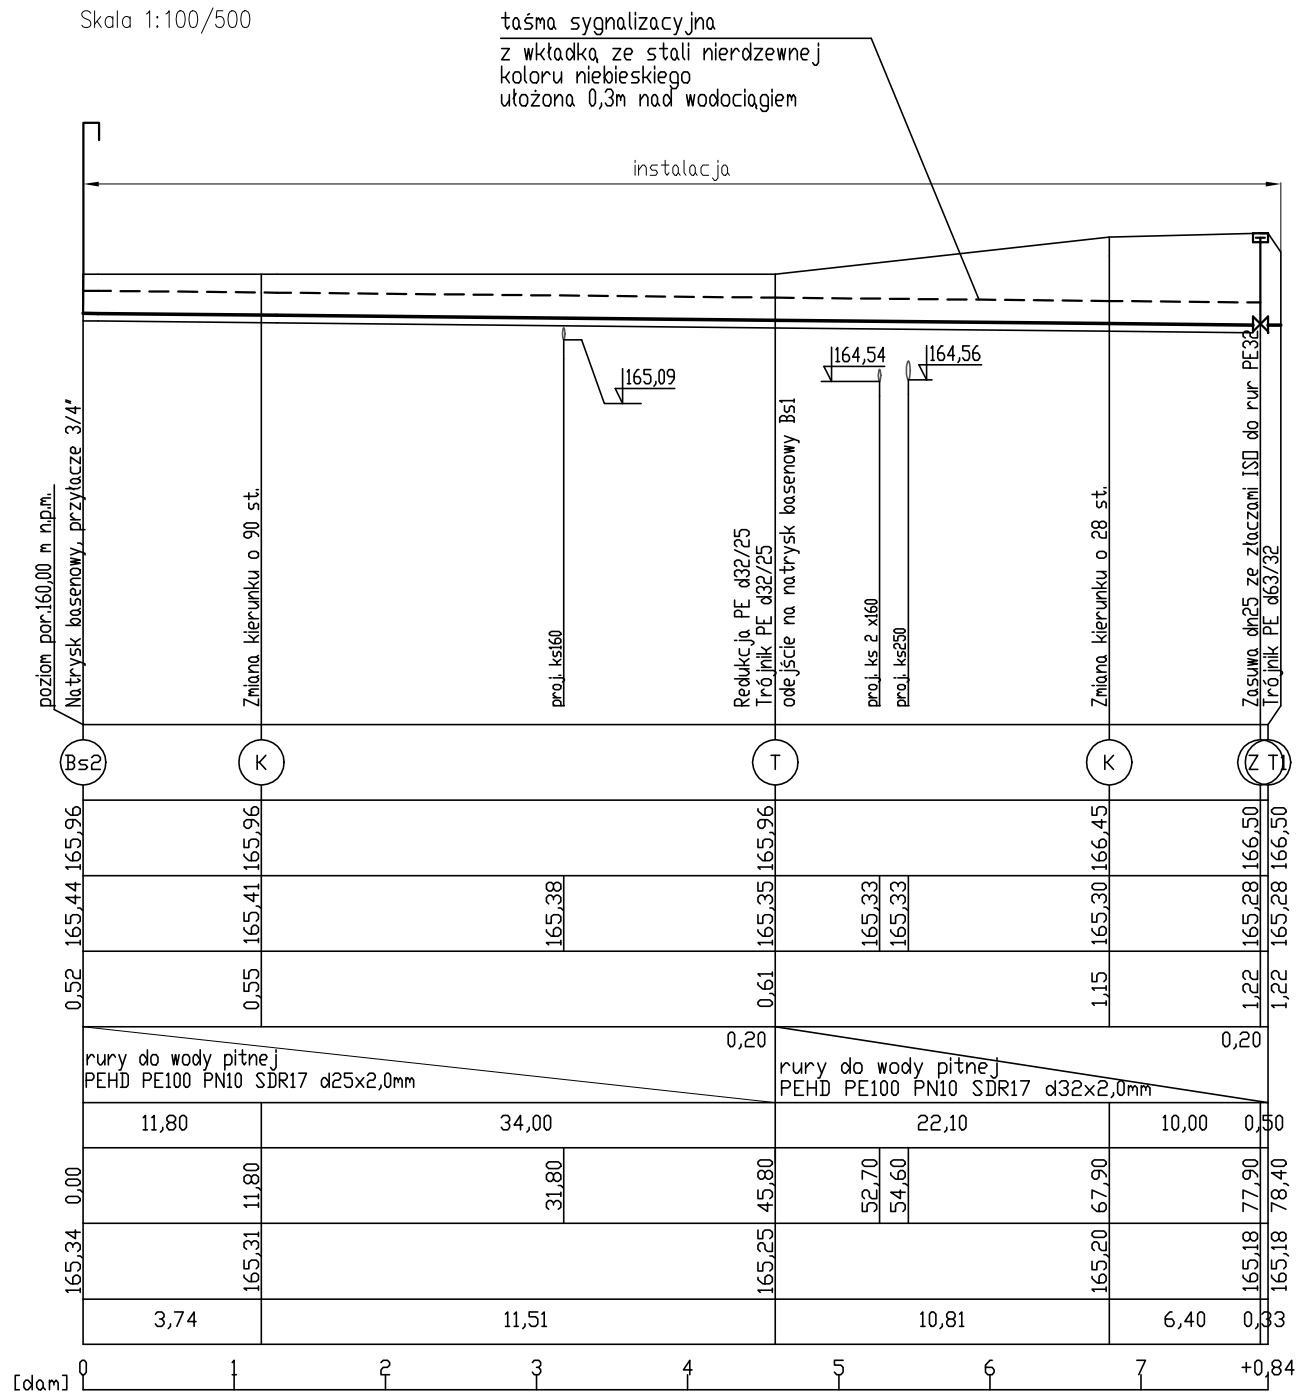 Skala 1:100/500
taśma sygnalizacyjna
z wkładką ze stali nierdzewnej
koloru niebieskiego
ułożona 0,3m nad wodociągiem
instalacja
165,09
164,54
164,56
poziom por.160,00 m n.p.m.
Natrysk basenowy, przyłącze 3/4"
Zmiana kierunku o 90 st.
proj. ks160
Redukcja PE d32/25
Trójnik PE d32/25
odejście na natrysk basenowy Bs1
proj. ks 2 x160
proj. ks250
Zmiana kierunku o 28 st.
Zasuwa dn25 ze złączami ISO do rur PE32
Trójnik PE d63/32
Bs2 K T K Z T1
165,96 165,96 165,96 166,45 166,50 166,50
165,44 165,41 165,38 165,35 165,33 165,33 165,30 165,28 165,28
0,52 0,55 0,61 1,15 1,22 1,22
0,20 0,20
rury do wody pitnej
PEHD PE100 PN10 SDR17 d25x2,0mm
rury do wody pitnej
PEHD PE100 PN10 SDR17 d32x2,0mm
11,80 34,00 22,10 10,00 0,50
0,00 11,80 31,80 45,80 52,70 54,60 67,90 77,90 78,40
165,34 165,31 165,25 165,20 165,18 165,18
3,74 11,51 10,81 6,40 0,33
[dam] 0 1 2 3 4 5 6 7 +0,84